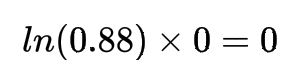 ln(0.88) × 0 = 0